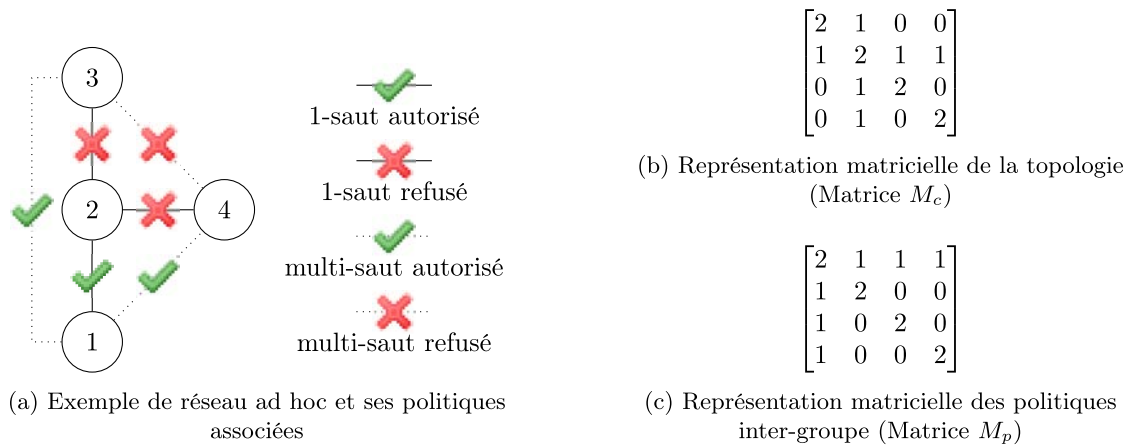 3
2
4
1
1-saut autorisé
1-saut refusé
multi-saut autorisé
multi-saut refusé
(a) Exemple de réseau ad hoc et ses politiques
associées
2 1 0 0
1 2 1 1
0 1 2 0
0 1 0 2
(b) Représentation matricielle de la topologie
(Matrice M_c)
2 1 1 1
1 2 0 0
1 0 2 0
1 0 0 2
(c) Représentation matricielle des politiques
inter-groupe (Matrice M_p)